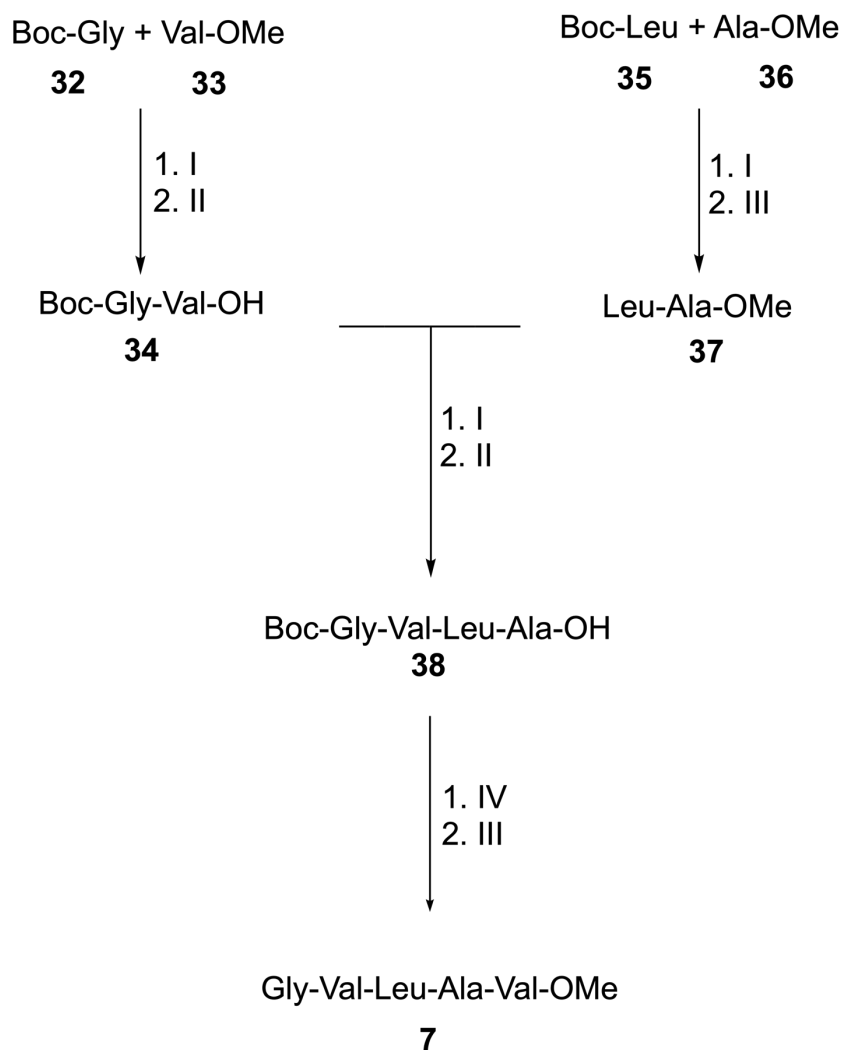 Boc-Gly + Val-OMe
32 33
1. I
2. II
Boc-Gly-Val-OH
34
Boc-Leu + Ala-OMe
35 36
1. I
2. III
Leu-Ala-OMe
37
1. I
2. II
Boc-Gly-Val-Leu-Ala-OH
38
1. IV
2. III
Gly-Val-Leu-Ala-Val-OMe
7